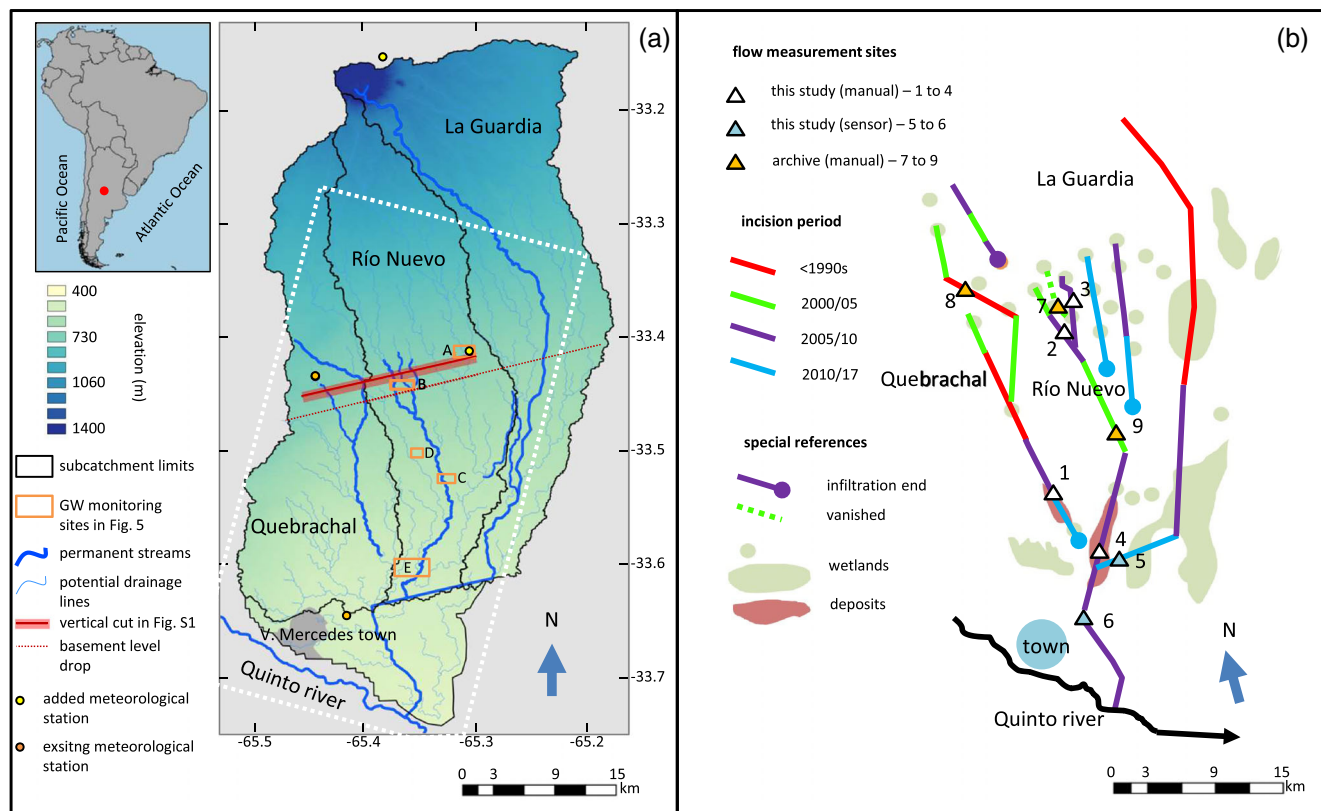 (a)
Pacific Ocean
Atlantic Ocean
400
730
1060
1400
elevation (m)
subcatchment limits
GW monitoring
sites in Fig. 5
permanent streams
potential drainage
lines
vertical cut in Fig. S1
basement level
drop
added meteorological
station
exsitng meteorological
station
La Guardia
Río Nuevo
Quebrachal
A
B
D
C
E
V. Mercedes town
Quinto river
N
-33.2
-33.3
-33.4
-33.5
-33.6
-33.7
-65.5
-65.4
-65.3
-65.2
0 3 9 15
km
(b)
flow measurement sites
this study (manual) – 1 to 4
this study (sensor) – 5 to 6
archive (manual) – 7 to 9
incision period
<1990s
2000/05
2005/10
2010/17
special references
infiltration end
vanished
wetlands
deposits
La Guardia
Quebrachal
Río Nuevo
8
7
3
2
9
1
4
5
6
town
Quinto river
N
0 3 9 15
km